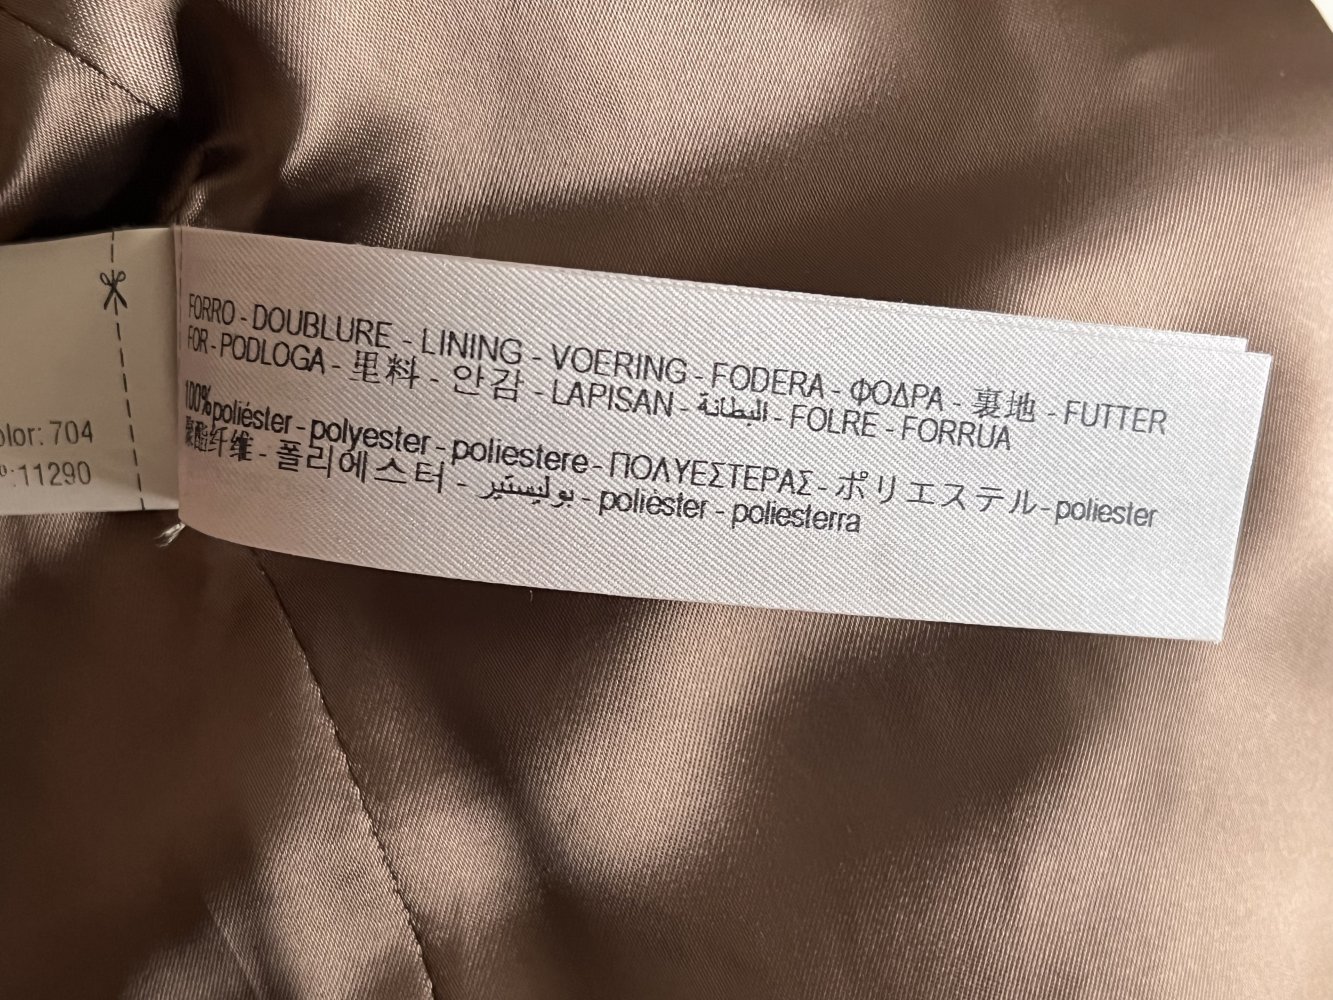 FORRO - DOUBLURE - LINING - VOERING - FODERA - ΦΟΔΡΑ - 裏地 - FUTTER
FOR - PODLOGA - 里料 - 안감 - LAPISAN - البطانة - FOLRE - FORRUA
100% poliéster - polyester - poliestere - ΠΟΛΥΕΣΤΕΡΑΣ - ポリエステル - poliester
聚酯纤维 - 폴리에스터 - بوليستير - polièster - poliesterra
olor: 704
º:11290